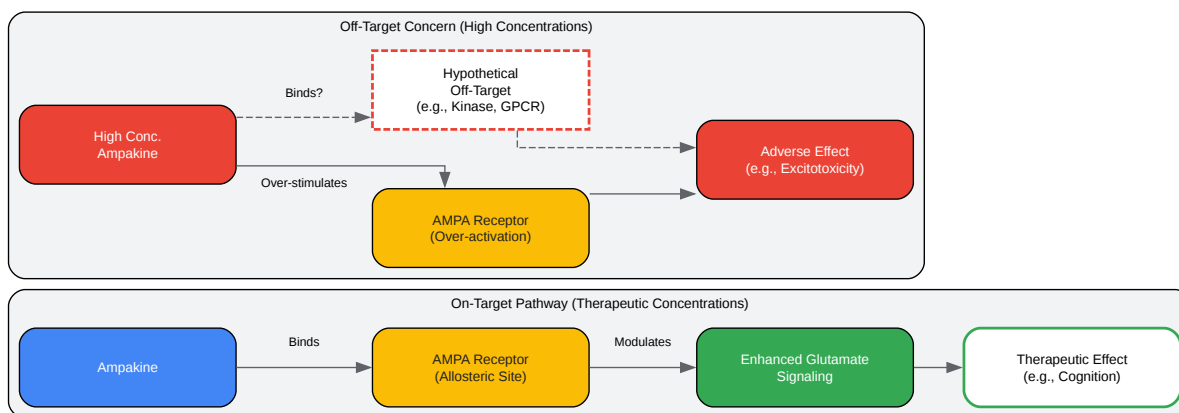 Off-Target Concern (High Concentrations)
Hypothetical
Off-Target
(e.g., Kinase, GPCR)
Binds?
High Conc.
Ampakine
Adverse Effect
(e.g., Excitotoxicity)
Over-stimulates
AMPA Receptor
(Over-activation)
On-Target Pathway (Therapeutic Concentrations)
Ampakine
Binds
AMPA Receptor
(Allosteric Site)
Modulates
Enhanced Glutamate
Signaling
Therapeutic Effect
(e.g., Cognition)